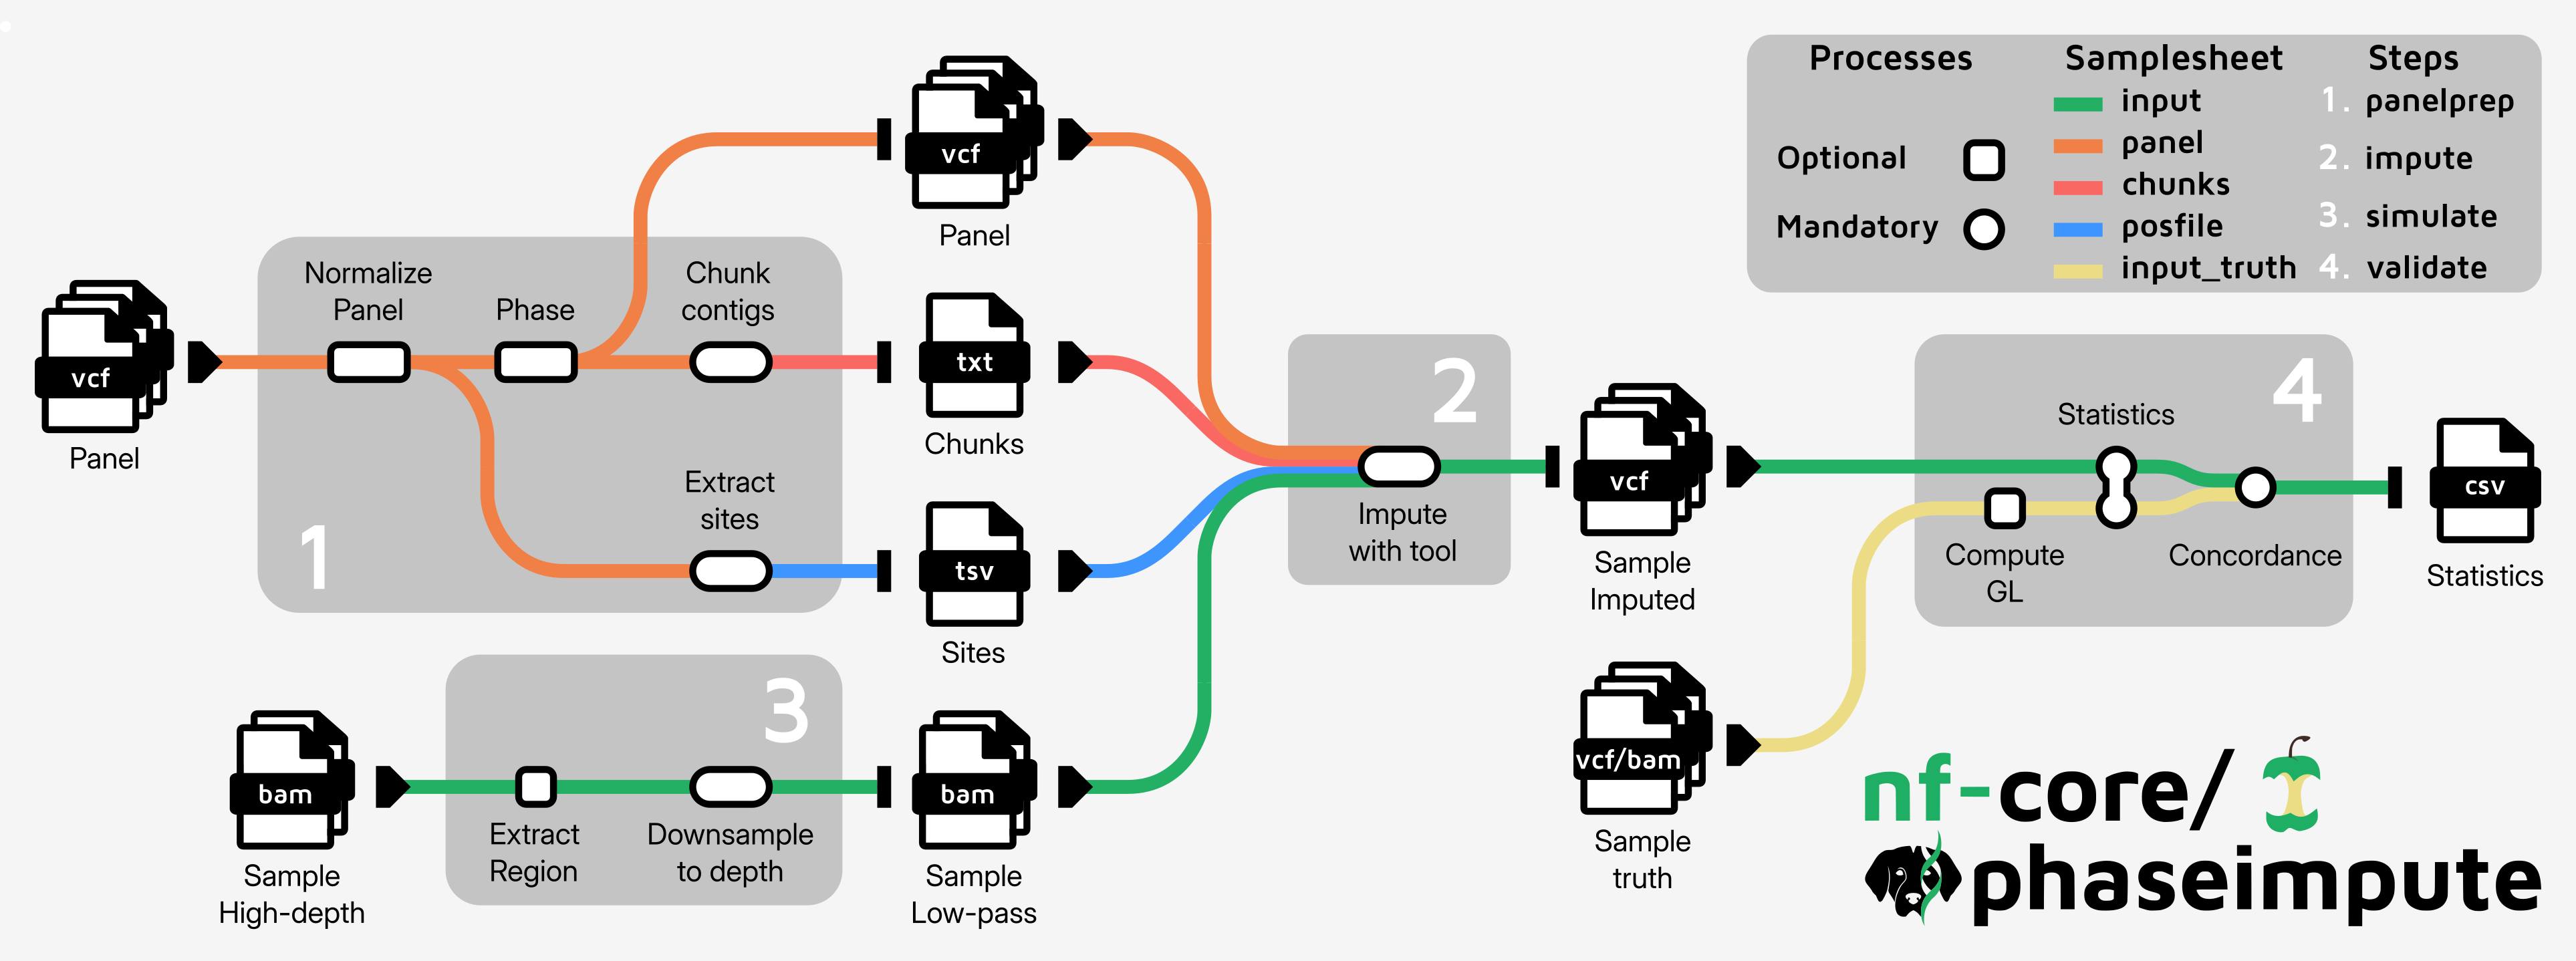 Processes
Optional
Mandatory
Samplesheet
input
panel
chunks
posfile
input_truth
Steps
1. panelprep
2. impute
3. simulate
4. validate
vcf
Panel
Normalize
Panel
Phase
Chunk
contigs
Extract
sites
1
vcf
Panel
txt
Chunks
tsv
Sites
bam
Sample
High-depth
3
Extract
Region
Downsample
to depth
bam
Sample
Low-pass
2
Impute
with tool
vcf
Sample
Imputed
vcf/bam
Sample
truth
4
Statistics
Compute
GL
Concordance
csv
Statistics
nf-core/
phaseimpute